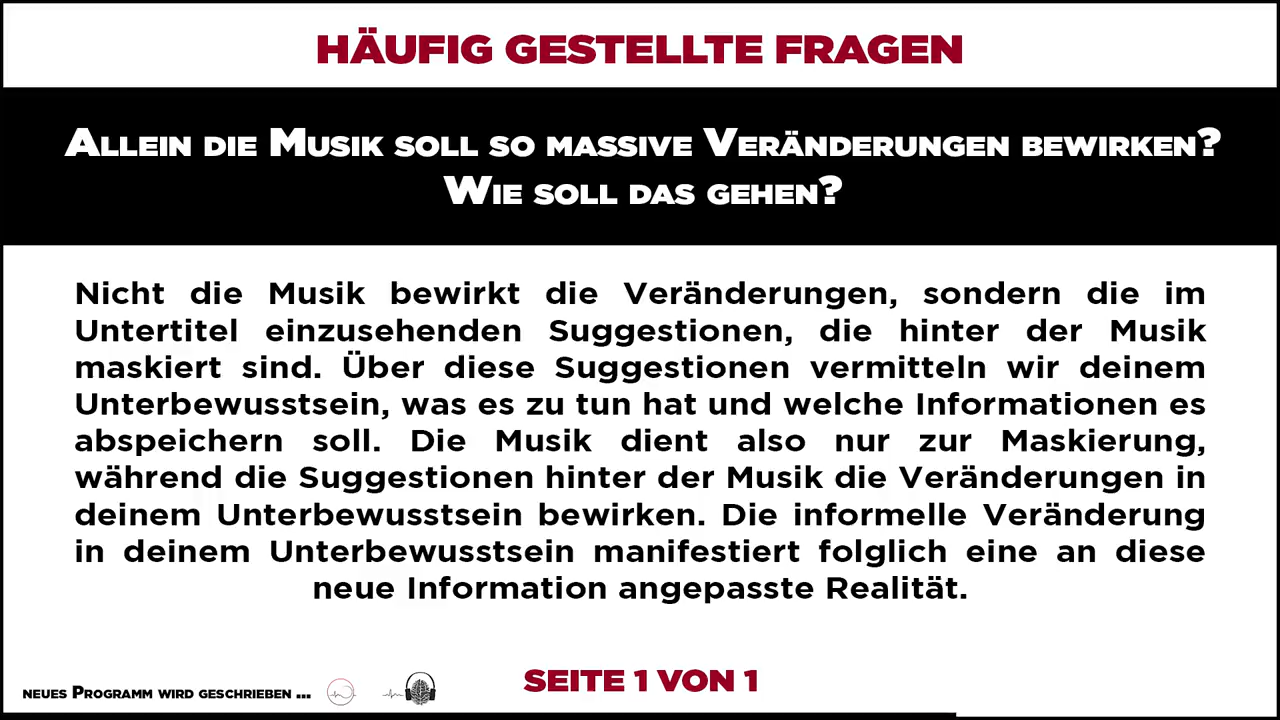 HÄUFIG GESTELLTE FRAGEN
Allein die Musik soll so massive Veränderungen bewirken?
Wie soll das gehen?
Nicht die Musik bewirkt die Veränderungen, sondern die im
Untertitel einzusehenden Suggestionen, die hinter der Musik
maskiert sind. Über diese Suggestionen vermitteln wir deinem
Unterbewusstsein, was es zu tun hat und welche Informationen es
abspeichern soll. Die Musik dient also nur zur Maskierung,
während die Suggestionen hinter der Musik die Veränderungen in
deinem Unterbewusstsein bewirken. Die informelle Veränderung
in deinem Unterbewusstsein manifestiert folglich eine an diese
neue Information angepasste Realität.
SEITE 1 VON 1
neues Programm wird geschrieben ...